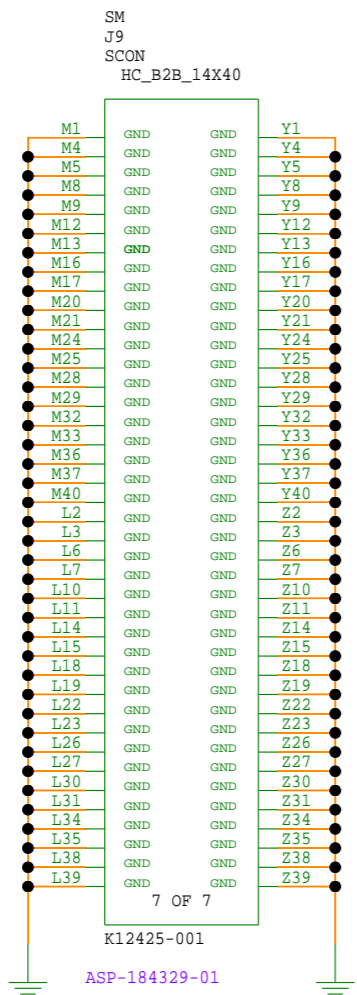 SM
J9
SCON
HC_B2B_14X40
M1 GND GND Y1
M4 GND GND Y4
M5 GND GND Y5
M8 GND GND Y8
M9 GND GND Y9
M12 GND GND Y12
M13 GND GND Y13
M16 GND GND Y16
M17 GND GND Y17
M20 GND GND Y20
M21 GND GND Y21
M24 GND GND Y24
M25 GND GND Y25
M28 GND GND Y28
M29 GND GND Y29
M32 GND GND Y32
M33 GND GND Y33
M36 GND GND Y36
M37 GND GND Y37
M40 GND GND Y40
L2 GND GND Z2
L3 GND GND Z3
L6 GND GND Z6
L7 GND GND Z7
L10 GND GND Z10
L11 GND GND Z11
L14 GND GND Z14
L15 GND GND Z15
L18 GND GND Z18
L19 GND GND Z19
L22 GND GND Z22
L23 GND GND Z23
L26 GND GND Z26
L27 GND GND Z27
L30 GND GND Z30
L31 GND GND Z31
L34 GND GND Z34
L35 GND GND Z35
L38 GND GND Z38
L39 GND GND Z39
7 OF 7
K12425-001
ASP-184329-01